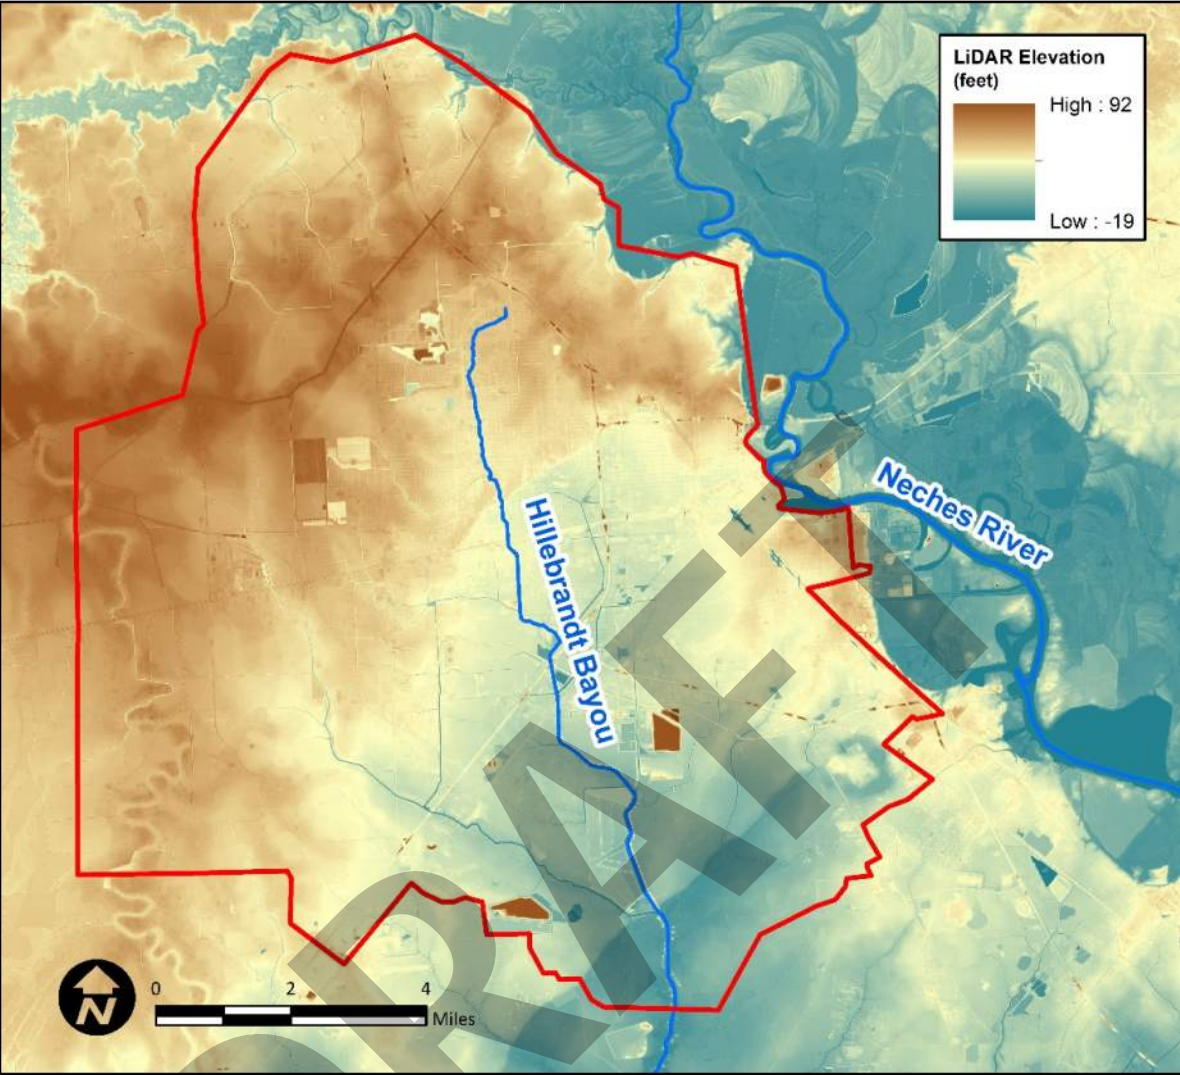 LiDAR Elevation
(feet)
High : 92
Low : -19
Neches River
Hillebrandt Bayou
DRAFT
N
0 2 4
Miles